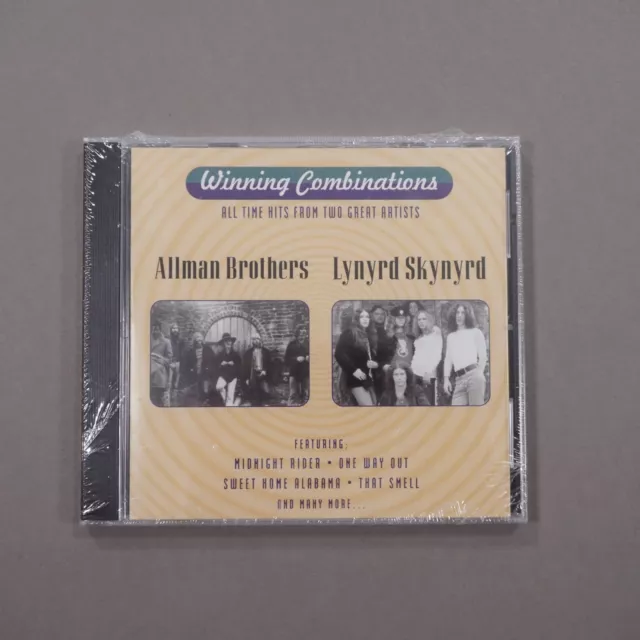 Winning Combinations
ALL TIME HITS FROM TWO GREAT ARTISTS
Allman Brothers Lynyrd Skynyrd
FEATURING:
MIDNIGHT RIDER • ONE WAY OUT
SWEET HOME ALABAMA • THAT SMELL
AND MANY MORE...